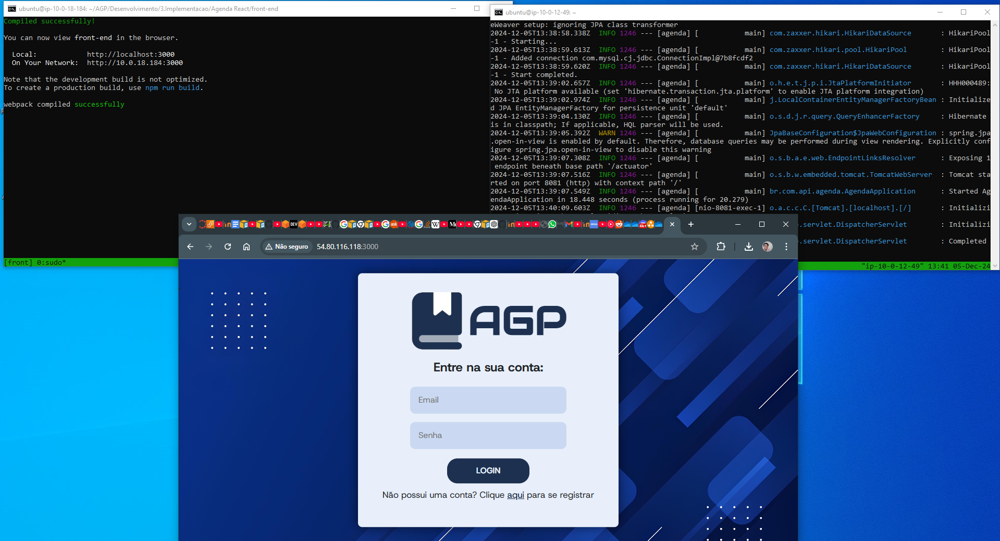 ubuntu@ip-10-0-18-184: ~/AGP/Desenvolvimento/3.Implementacao/Agenda React/front-end
Compiled successfully!
You can now view front-end in the browser.
Local: http://localhost:3000
On Your Network: http://10.0.18.184:3000
Note that the development build is not optimized.
To create a production build, use npm run build.
webpack compiled successfully
[front] 0:sudo*
ubuntu@ip-10-0-12-49: ~
eWeaver setup: ignoring JPA class transformer
2024-12-05T13:38:58.338Z  INFO 1246 --- [agenda] [           main] com.zaxxer.hikari.HikariDataSource       : HikariPool
-1 - Starting...
2024-12-05T13:38:59.613Z  INFO 1246 --- [agenda] [           main] com.zaxxer.hikari.pool.HikariPool        : HikariPool
-1 - Added connection com.mysql.cj.jdbc.ConnectionImpl@7b8fcdf2
2024-12-05T13:38:59.620Z  INFO 1246 --- [agenda] [           main] com.zaxxer.hikari.HikariDataSource       : HikariPool
-1 - Start completed.
2024-12-05T13:39:02.657Z  INFO 1246 --- [agenda] [           main] o.h.e.t.j.p.i.JtaPlatformInitiator       : HHH000489:
No JTA platform available (set 'hibernate.transaction.jta.platform' to enable JTA platform integration)
2024-12-05T13:39:02.974Z  INFO 1246 --- [agenda] [           main] j.LocalContainerEntityManagerFactoryBean : Initialize
d JPA EntityManagerFactory for persistence unit 'default'
2024-12-05T13:39:04.130Z  INFO 1246 --- [agenda] [           main] o.s.d.j.r.query.QueryEnhancerFactory     : Hibernate
is in classpath; If applicable, HQL parser will be used.
2024-12-05T13:39:05.392Z  WARN 1246 --- [agenda] [           main] JpaBaseConfiguration$JpaWebConfiguration : spring.jpa
.open-in-view is enabled by default. Therefore, database queries may be performed during view rendering. Explicitly conf
igure spring.jpa.open-in-view to disable this warning
2024-12-05T13:39:07.308Z  INFO 1246 --- [agenda] [           main] o.s.b.a.e.web.EndpointLinksResolver      : Exposing 1
endpoint beneath base path '/actuator'
2024-12-05T13:39:07.516Z  INFO 1246 --- [agenda] [           main] o.s.b.w.embedded.tomcat.TomcatWebServer  : Tomcat sta
rted on port 8081 (http) with context path '/'
2024-12-05T13:39:07.549Z  INFO 1246 --- [agenda] [           main] br.com.api.agenda.AgendaApplication      : Started Ag
endaApplication in 18.448 seconds (process running for 20.279)
2024-12-05T13:40:09.603Z  INFO 1246 --- [agenda] [nio-8081-exec-1] o.a.c.c.C.[Tomcat].[localhost].[/]       : Initializi
.servlet.DispatcherServlet        : Initializi
.servlet.DispatcherServlet        : Completed
"ip-10-0-12-49" 13:41 05-Dec-24
Não seguro
54.80.116.118:3000
AGP
Entre na sua conta:
Email
Senha
LOGIN
Não possui uma conta? Clique aqui para se registrar